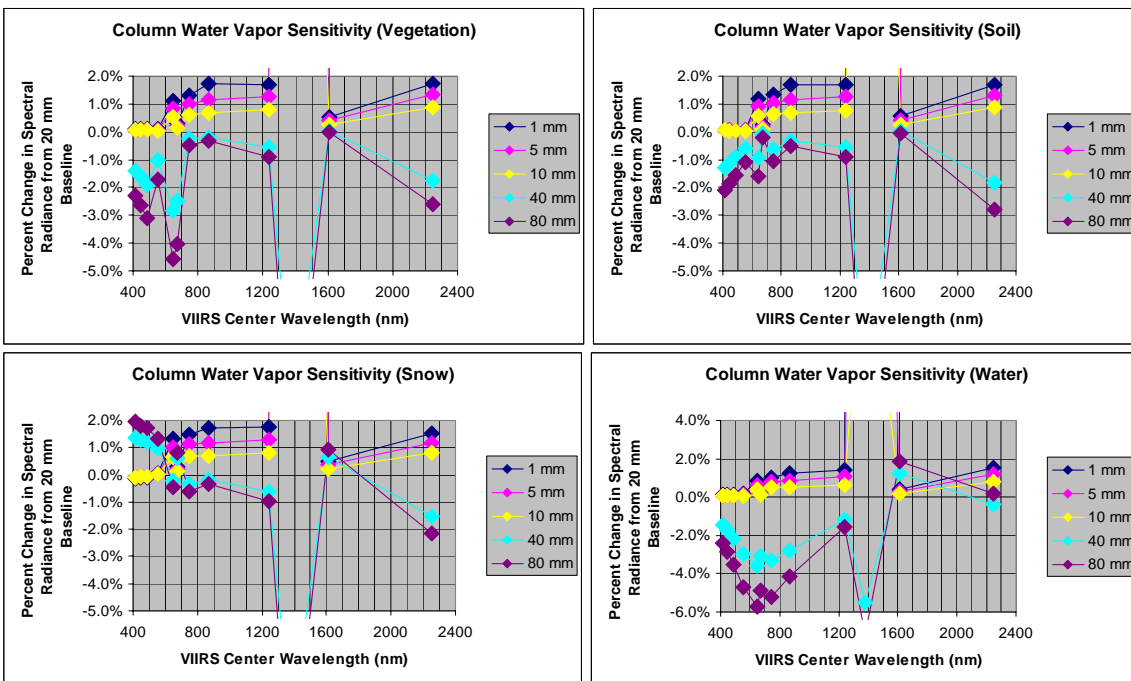 Column Water Vapor Sensitivity (Vegetation)
Percent Change in Spectral
Radiance from 20 mm
Baseline
2.0%
1.0%
0.0%
-1.0%
-2.0%
-3.0%
-4.0%
-5.0%
400 800 1200 1600 2000 2400
VIIRS Center Wavelength (nm)
1 mm
5 mm
10 mm
40 mm
80 mm
Column Water Vapor Sensitivity (Soil)
Percent Change in Spectral
Radiance from 20 mm
Baseline
2.0%
1.0%
0.0%
-1.0%
-2.0%
-3.0%
-4.0%
-5.0%
400 800 1200 1600 2000 2400
VIIRS Center Wavelength (nm)
1 mm
5 mm
10 mm
40 mm
80 mm
Column Water Vapor Sensitivity (Snow)
Percent Change in Spectral
Radiance from 20 mm
Baseline
2.0%
1.0%
0.0%
-1.0%
-2.0%
-3.0%
-4.0%
-5.0%
400 800 1200 1600 2000 2400
VIIRS Center Wavelength (nm)
1 mm
5 mm
10 mm
40 mm
80 mm
Column Water Vapor Sensitivity (Water)
Percent Change in Spectral
Radiance from 20 mm
Baseline
4.0%
2.0%
0.0%
-2.0%
-4.0%
-6.0%
400 800 1200 1600 2000 2400
VIIRS Center Wavelength (nm)
1 mm
5 mm
10 mm
40 mm
80 mm